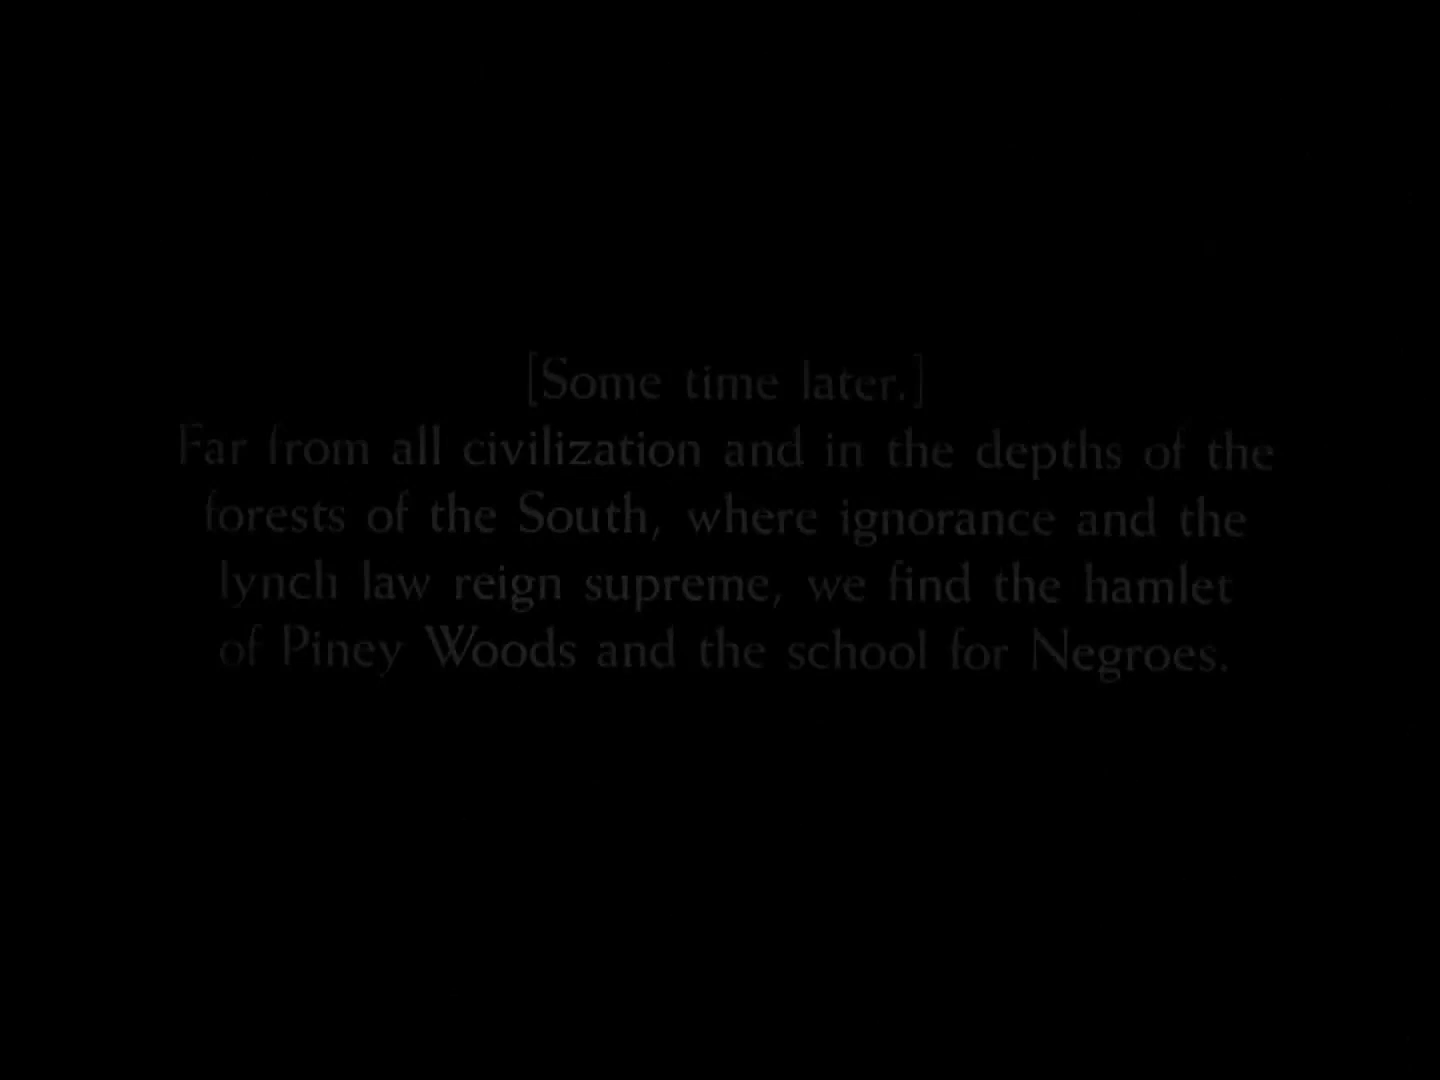 [Some time later.]
Far from all civilization and in the depths of the
forests of the South, where ignorance and the
lynch law reign supreme, we find the hamlet
of Piney Woods and the school for Negroes.